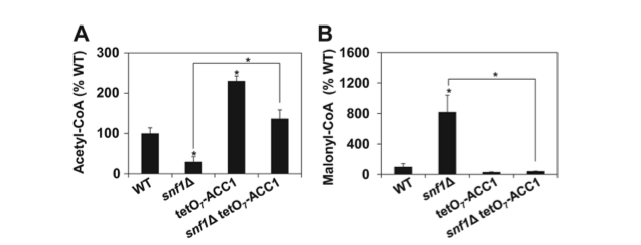 A
Acetyl-CoA (% WT)
300
200
100
0
*
*
*
WT
snf1Δ
tetO7-ACC1
snf1Δ tetO7-ACC1
B
Malonyl-CoA (% WT)
1600
1200
800
400
0
*
*
WT
snf1Δ
tetO7-ACC1
snf1Δ tetO7-ACC1